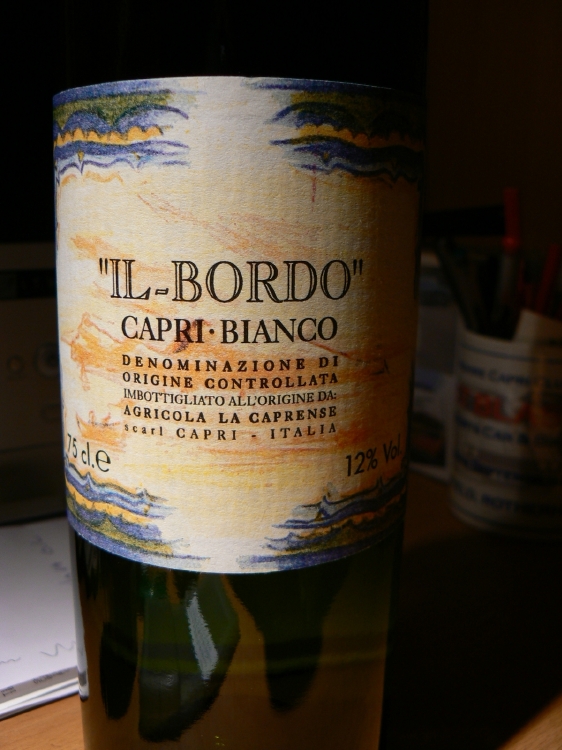 "IL-BORDO"
CAPRI · BIANCO
DENOMINAZIONE DI
ORIGINE CONTROLLATA
IMBOTTIGLIATO ALL'ORIGINE DA:
AGRICOLA LA CAPRENSE
scarl CAPRI - ITALIA
75 cl.e
12% Vol.